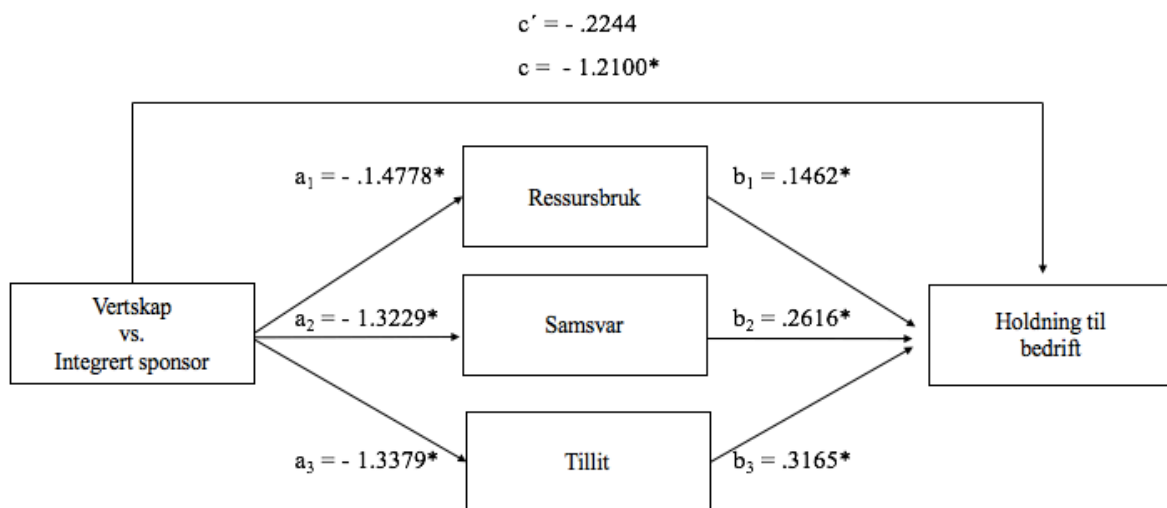 c´ = - .2244
c = - 1.2100*
a₁ = - .1.4778*
Ressursbruk
b₁ = .1462*
Vertskap
vs.
Integrert sponsor
a₂ = - 1.3229*
Samsvar
b₂ = .2616*
Holdning til
bedrift
a₃ = - 1.3379*
Tillit
b₃ = .3165*